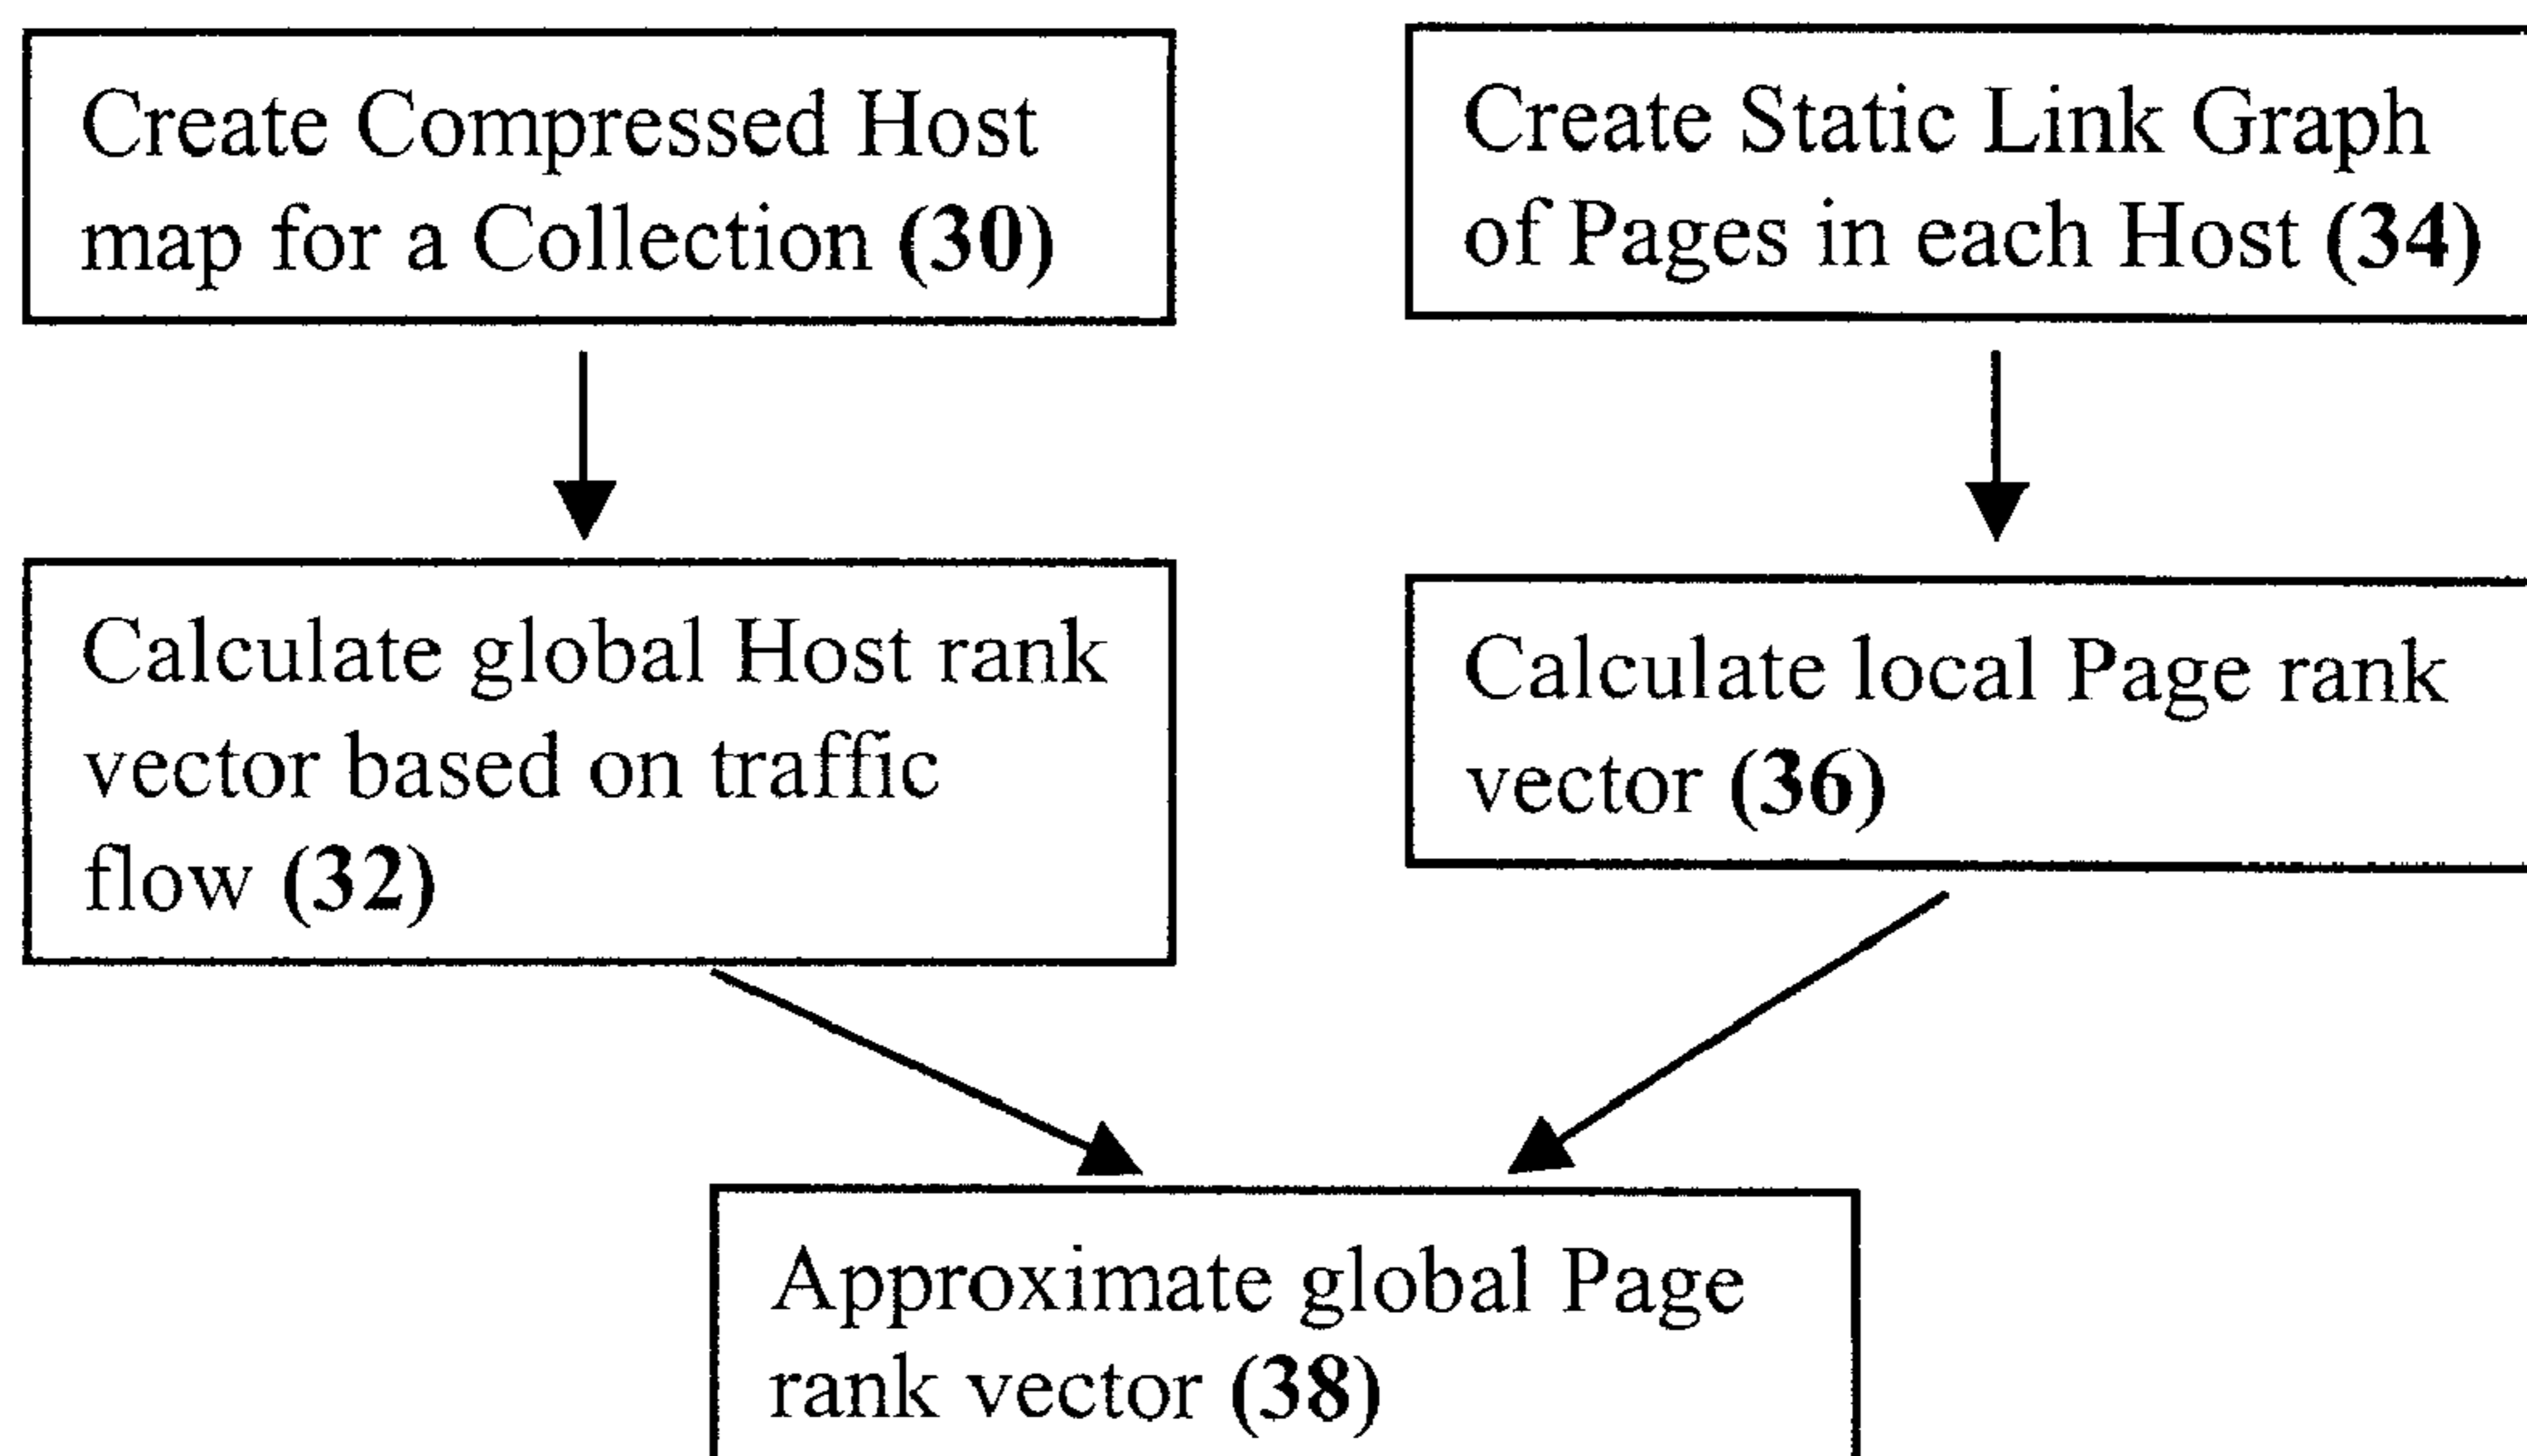 Create Compressed Host
map for a Collection (30)
Create Static Link Graph
of Pages in each Host (34)
Calculate global Host rank
vector based on traffic
flow (32)
Calculate local Page rank
vector (36)
Approximate global Page
rank vector (38)